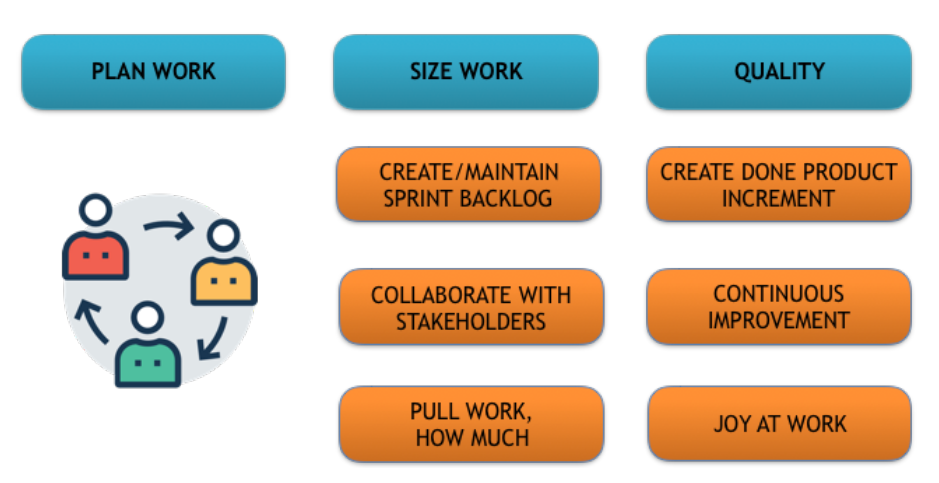 PLAN WORK
SIZE WORK
QUALITY
CREATE/MAINTAIN
SPRINT BACKLOG
CREATE DONE PRODUCT
INCREMENT
COLLABORATE WITH
STAKEHOLDERS
CONTINUOUS
IMPROVEMENT
PULL WORK,
HOW MUCH
JOY AT WORK